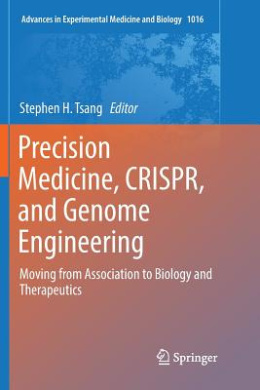 Advances in Experimental Medicine and Biology 1016
Stephen H. Tsang Editor
Precision
Medicine, CRISPR,
and Genome
Engineering
Moving from Association to Biology and
Therapeutics
Springer